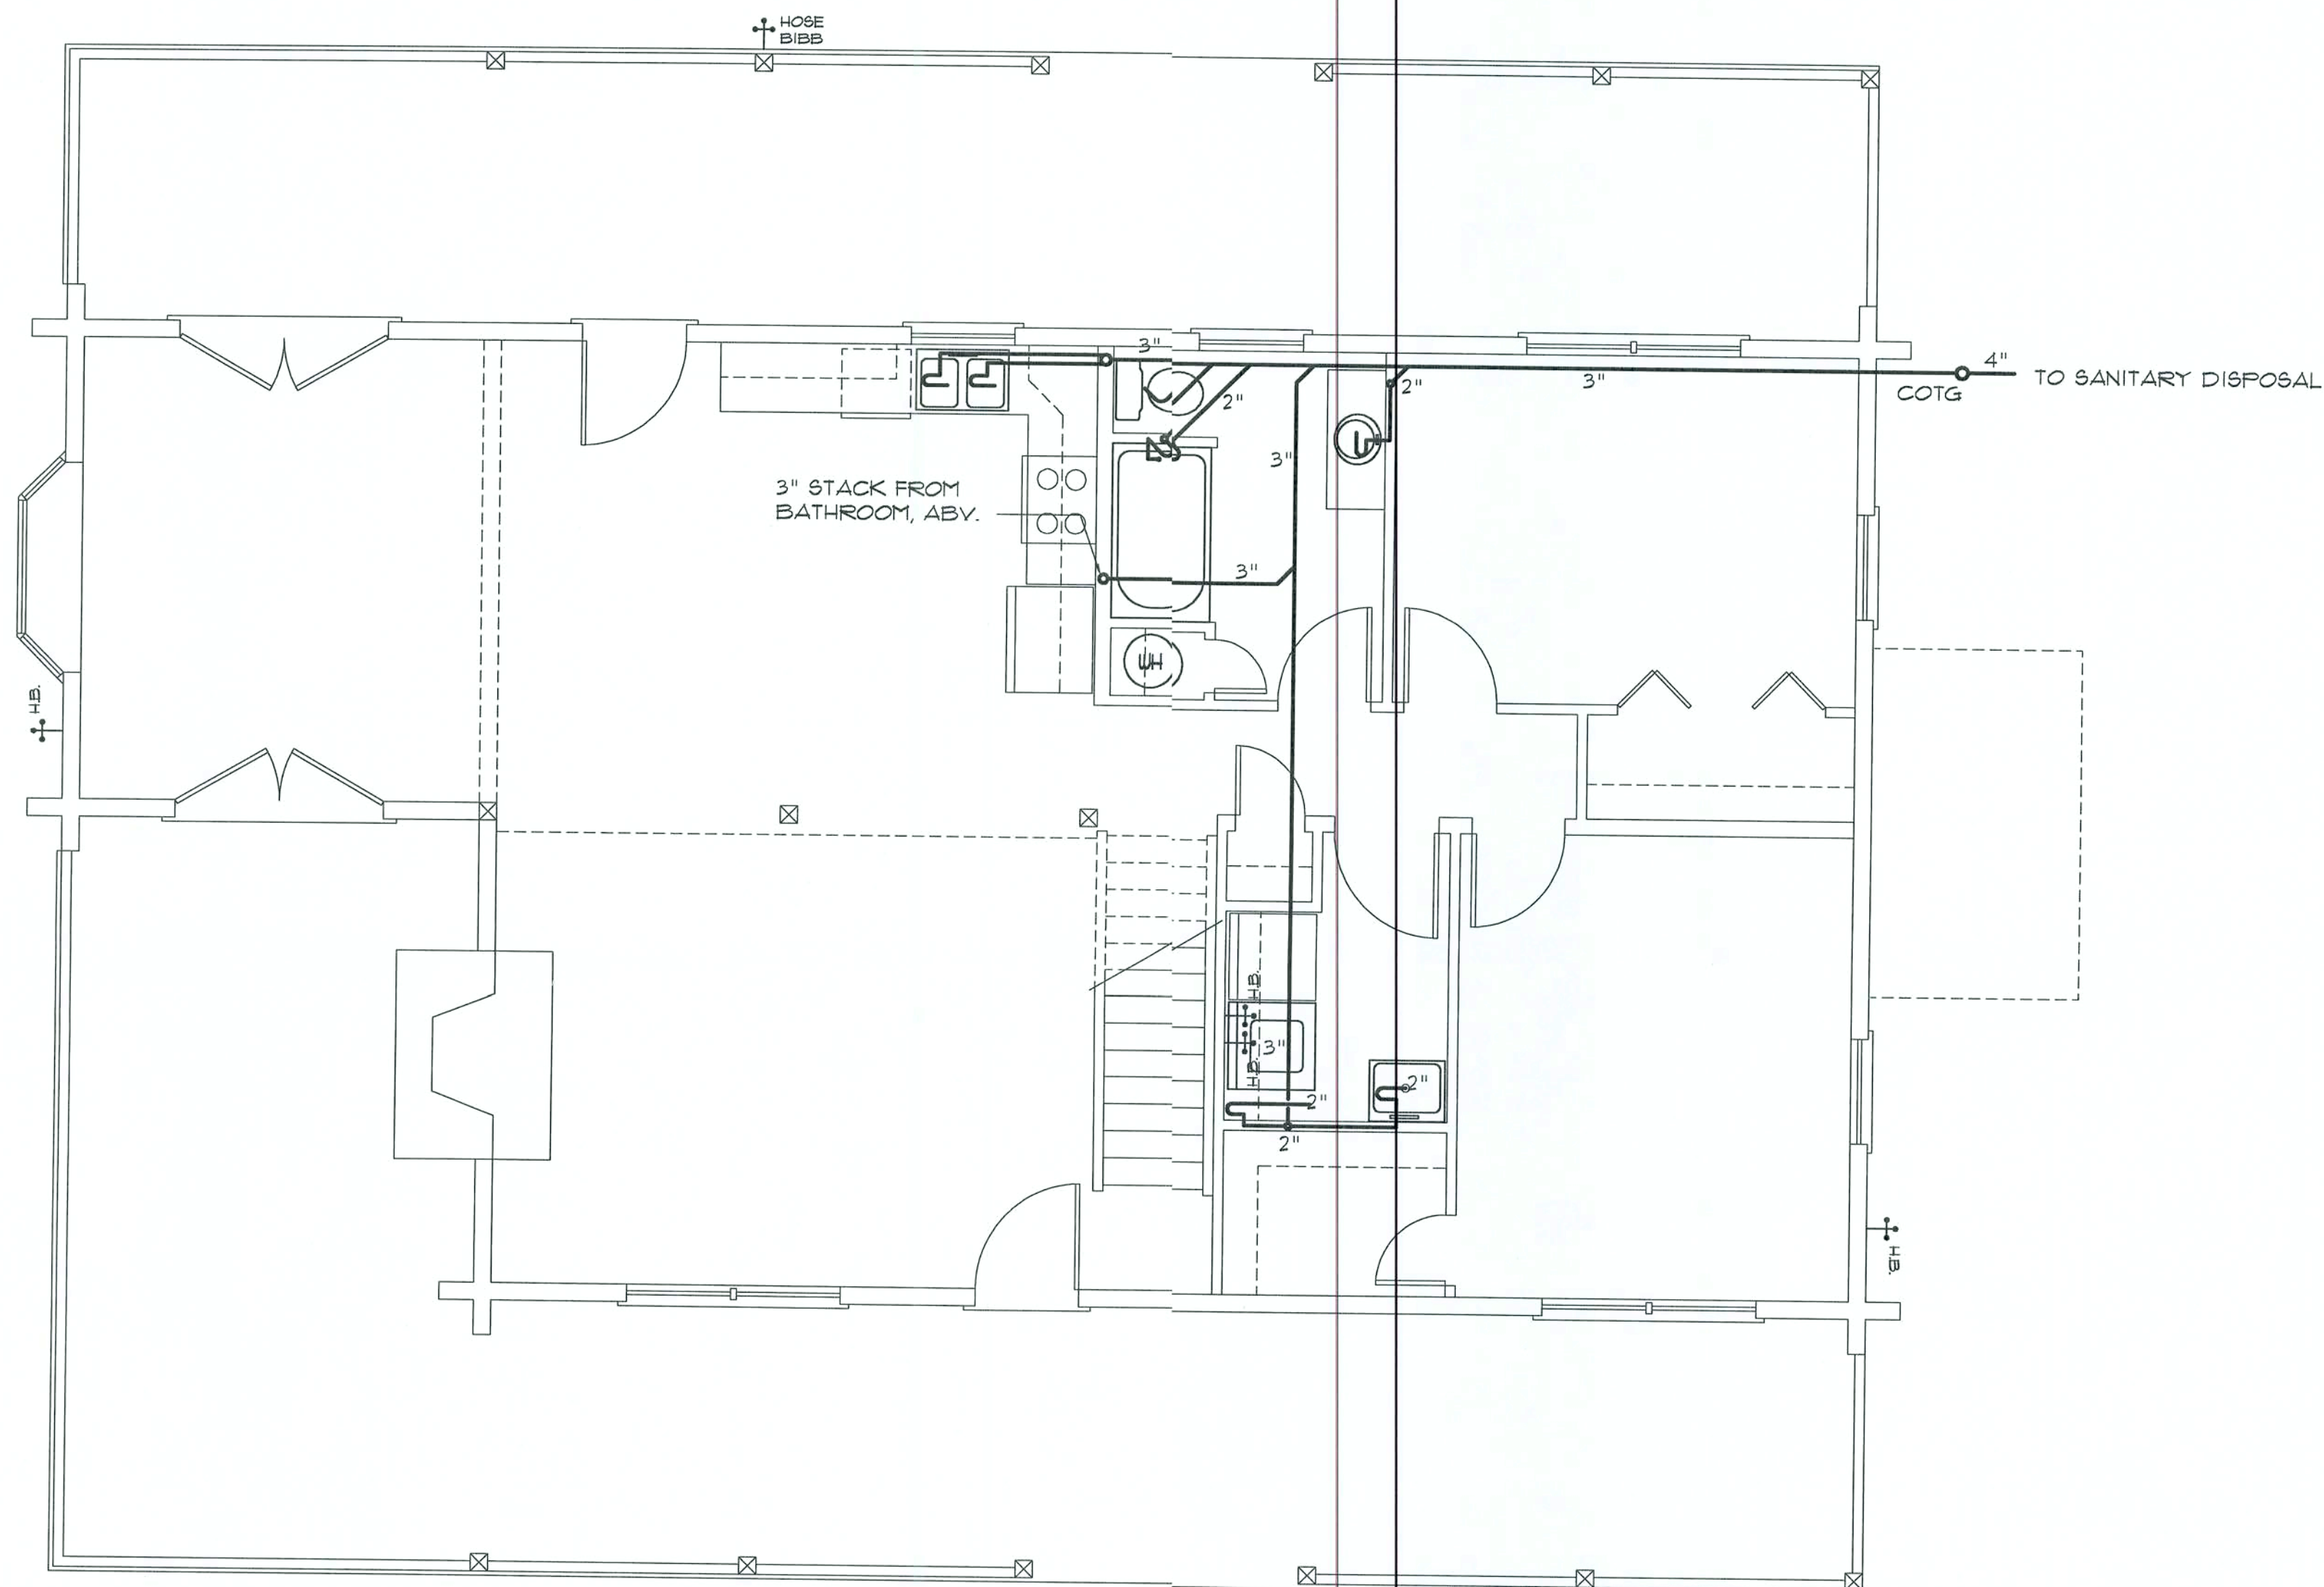 HOSE
BIBB
3"
4"
2"
3"
COTG
TO SANITARY DISPOSAL
2"
3"
3" STACK FROM
BATHROOM, ABV.
3"
WH
H.B.
H.B.
3"
H.B.
2"
2"
2"
H.B.